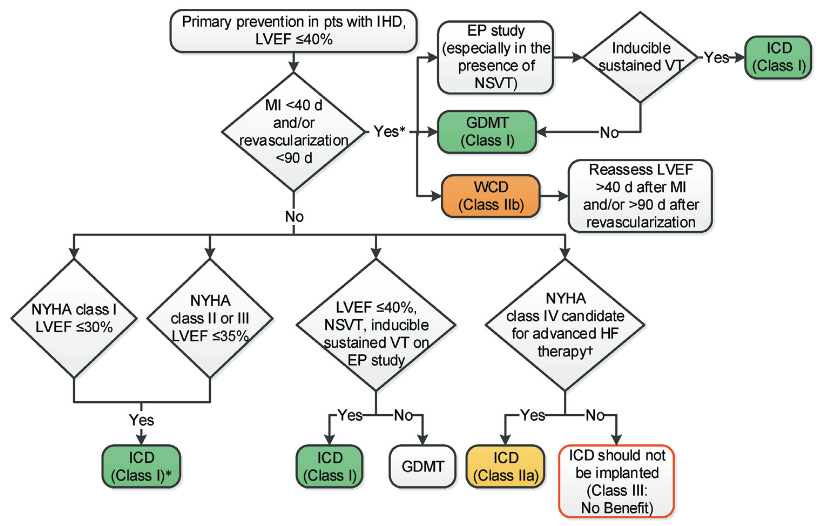 Primary prevention in pts with IHD,
LVEF ≤40%
EP study
(especially in the
presence of
NSVT)
Inducible
sustained VT
Yes
ICD
(Class I)
MI <40 d
and/or
revascularization
<90 d
Yes*
GDMT
(Class I)
No
WCD
(Class IIb)
Reassess LVEF
>40 d after MI
and/or >90 d after
revascularization
No
NYHA class I
LVEF ≤30%
NYHA
class II or III
LVEF ≤35%
LVEF ≤40%,
NSVT, inducible
sustained VT on
EP study
NYHA
class IV candidate
for advanced HF
therapy†
Yes
Yes
No
Yes
No
ICD
(Class I)*
ICD
(Class I)
GDMT
ICD
(Class IIa)
ICD should not
be implanted
(Class III:
No Benefit)